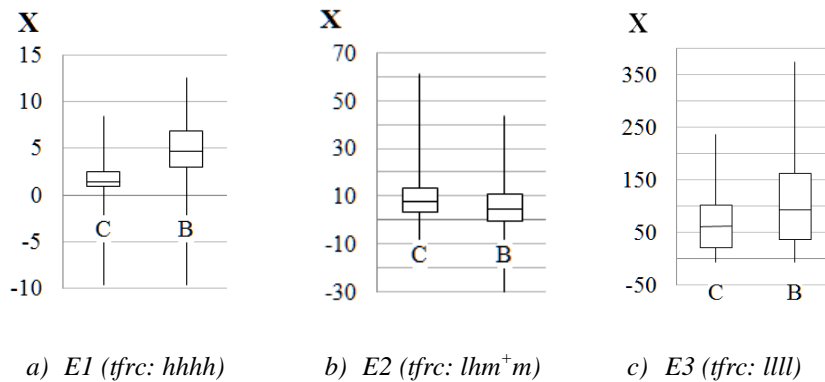 X
15
10
5
0
-5
-10
C
B
a) E1 (tfrc: hhhh)
X
70
50
30
10
-10
-30
C
B
b) E2 (tfrc: lhm⁺m)
X
350
250
150
50
-50
C
B
c) E3 (tfrc: llll)